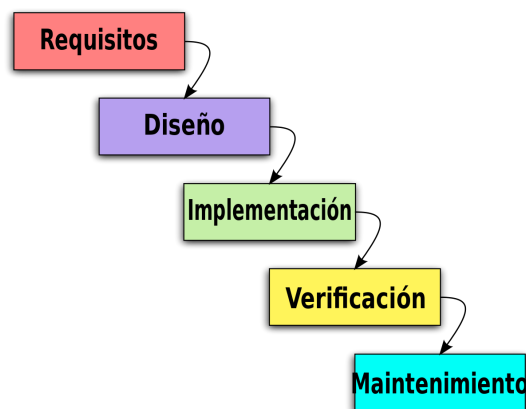 Requisitos
Diseño
Implementación
Verificación
Maintenimiento